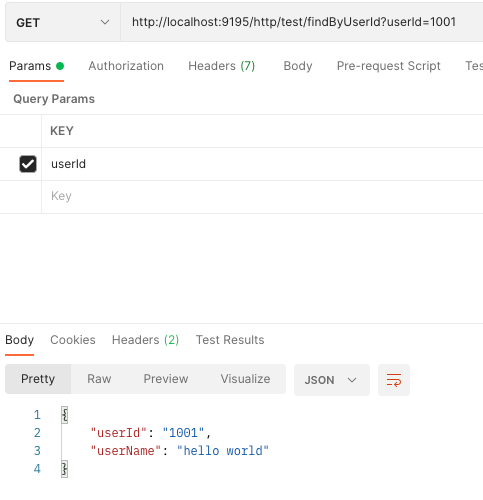 GET http://localhost:9195/http/test/findByUserId?userId=1001
Params Authorization Headers (7) Body Pre-request Script Tes
Query Params
KEY
userId
Key
Body Cookies Headers (2) Test Results
Pretty Raw Preview Visualize JSON
1 {
2 "userId": "1001",
3 "userName": "hello world"
4 }